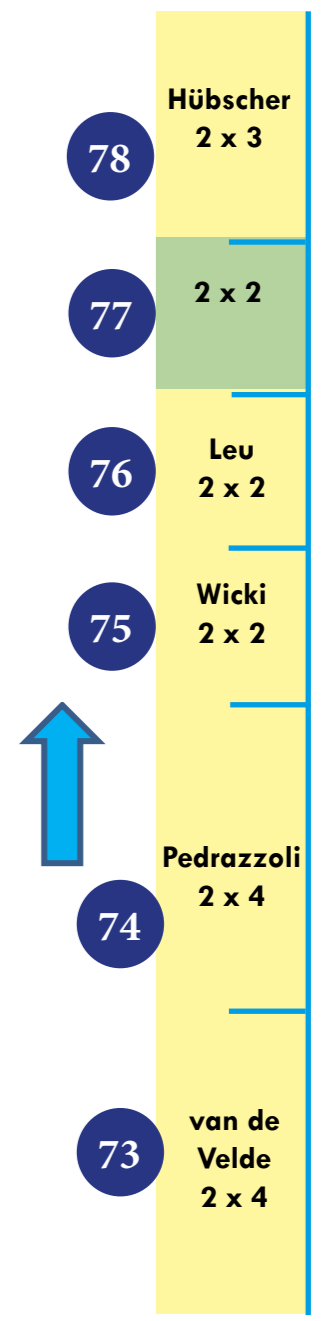 78
Hübscher
2 x 3
77
2 x 2
76
Leu
2 x 2
75
Wicki
2 x 2
74
Pedrazzoli
2 x 4
73
van de
Velde
2 x 4